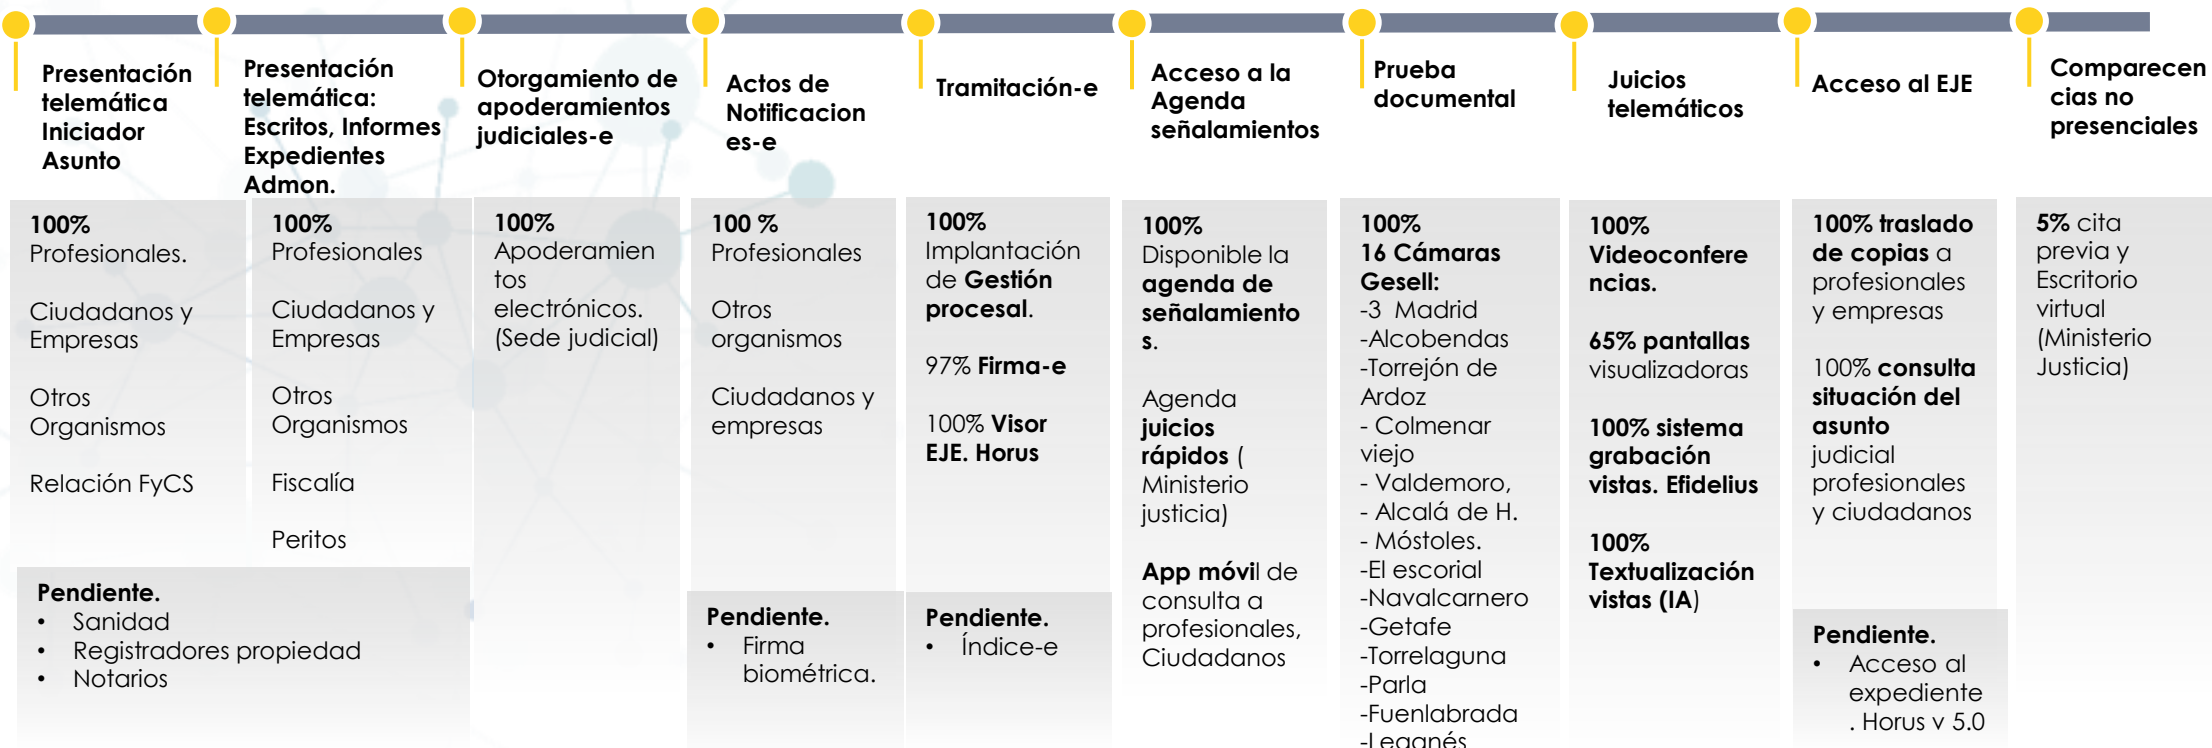 Presentación
telemática
Iniciador
Asunto
Presentación
telemática:
Escritos, Informes
Expedientes
Admon.
Otorgamiento de
apoderamientos
judiciales-e
Actos de
Notificacion
es-e
Tramitación-e
Acceso a la
Agenda
señalamientos
Prueba
documental
Juicios
telemáticos
Acceso al EJE
Comparecen
cias no
presenciales
100%
Profesionales.
Ciudadanos y
Empresas
Otros
Organismos
Relación FyCS
100%
Profesionales
Ciudadanos y
Empresas
Otros
Organismos
Fiscalía
Peritos
Pendiente.
• Sanidad
• Registradores propiedad
• Notarios
100%
Apoderamien
tos
electrónicos.
(Sede judicial)
100 %
Profesionales
Otros
organismos
Ciudadanos y
empresas
Pendiente.
• Firma
biométrica.
100%
Implantación
de Gestión
procesal.
97% Firma-e
100% Visor
EJE. Horus
Pendiente.
• Índice-e
100%
Disponible la
agenda de
señalamiento
s.
Agenda
juicios
rápidos (
Ministerio
justicia)
App móvil de
consulta a
profesionales,
Ciudadanos
100%
16 Cámaras
Gesell:
-3 Madrid
-Alcobendas
-Torrejón de
Ardoz
- Colmenar
viejo
- Valdemoro,
- Alcalá de H.
- Móstoles.
-El escorial
-Navalcarnero
-Getafe
-Torrelaguna
-Parla
-Fuenlabrada
-Leganés
100%
Videoconfere
ncias.
65% pantallas
visualizadoras
100% sistema
grabación
vistas. Efidelius
100%
Textualización
vistas (IA)
100% traslado
de copias a
profesionales
y empresas
100% consulta
situación del
asunto
judicial
profesionales
y ciudadanos
Pendiente.
• Acceso al
expediente
. Horus v 5.0
5% cita
previa y
Escritorio
virtual
(Ministerio
Justicia)